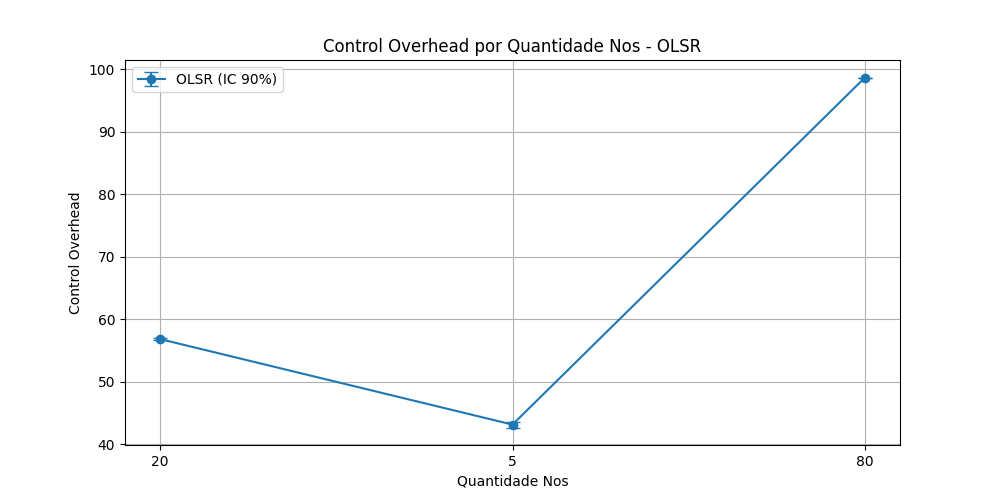 Control Overhead por Quantidade Nos - OLSR
OLSR (IC 90%)
100
90
80
70
60
50
40
Control Overhead
20
5
80
Quantidade Nos